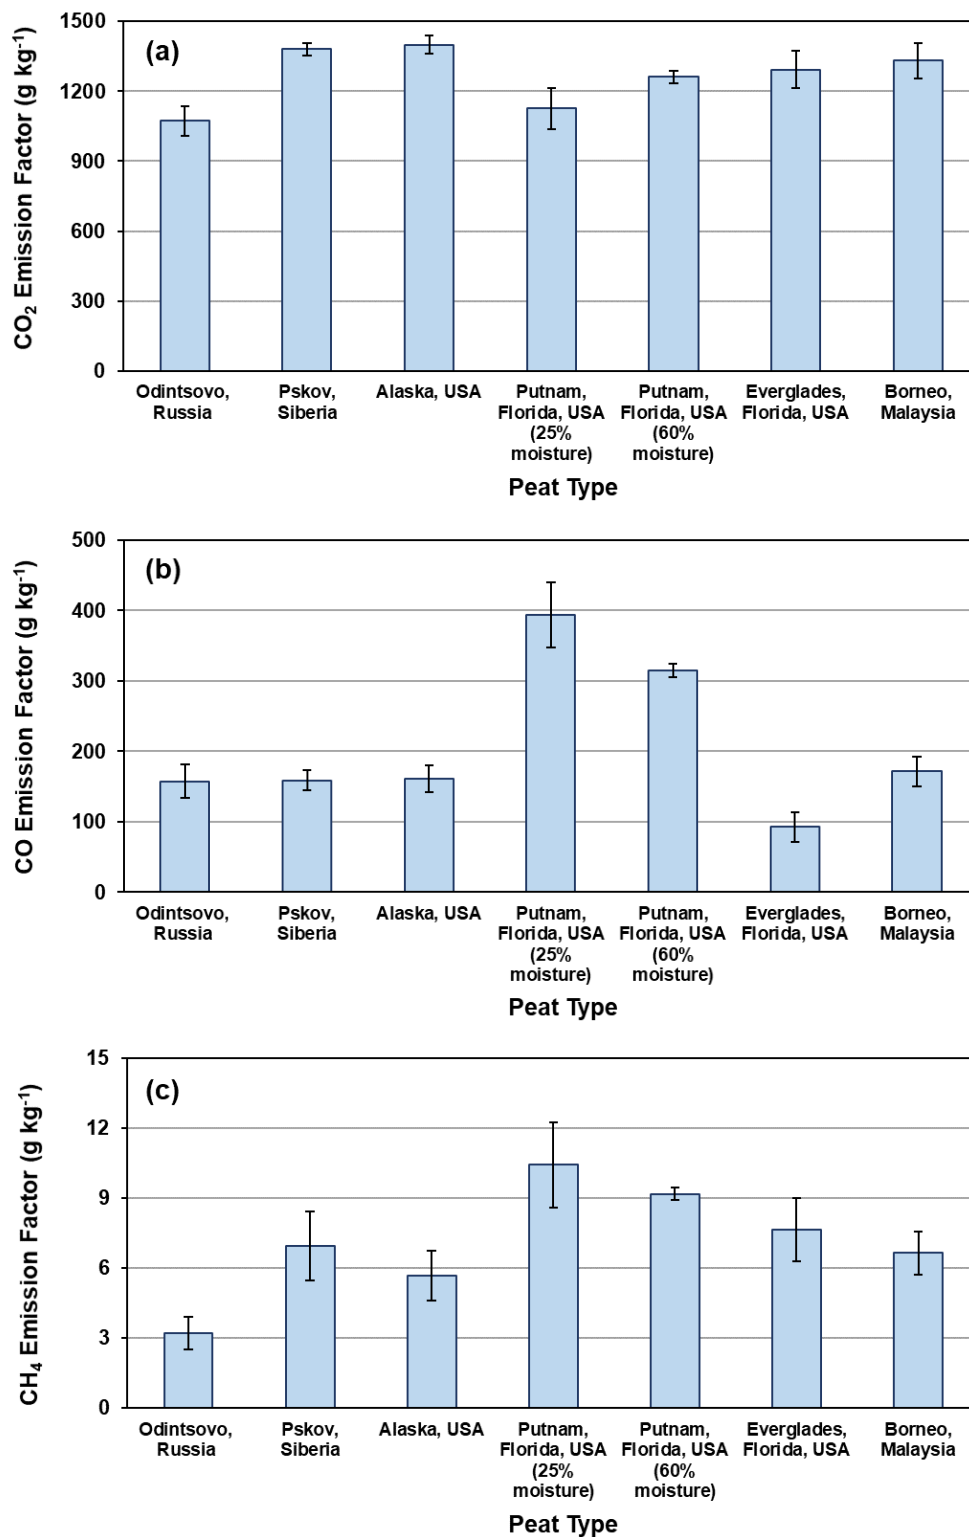 (a)
CO₂ Emission Factor (g kg⁻¹)
1500
1200
900
600
300
0
Odintsovo,
Russia
Pskov,
Siberia
Alaska, USA
Putnam,
Florida, USA
(25%
moisture)
Putnam,
Florida, USA
(60%
moisture)
Everglades,
Florida, USA
Borneo,
Malaysia
Peat Type
(b)
CO Emission Factor (g kg⁻¹)
500
400
300
200
100
0
Odintsovo,
Russia
Pskov,
Siberia
Alaska, USA
Putnam,
Florida, USA
(25%
moisture)
Putnam,
Florida, USA
(60%
moisture)
Everglades,
Florida, USA
Borneo,
Malaysia
Peat Type
(c)
CH₄ Emission Factor (g kg⁻¹)
15
12
9
6
3
0
Odintsovo,
Russia
Pskov,
Siberia
Alaska, USA
Putnam,
Florida, USA
(25%
moisture)
Putnam,
Florida, USA
(60%
moisture)
Everglades,
Florida, USA
Borneo,
Malaysia
Peat Type